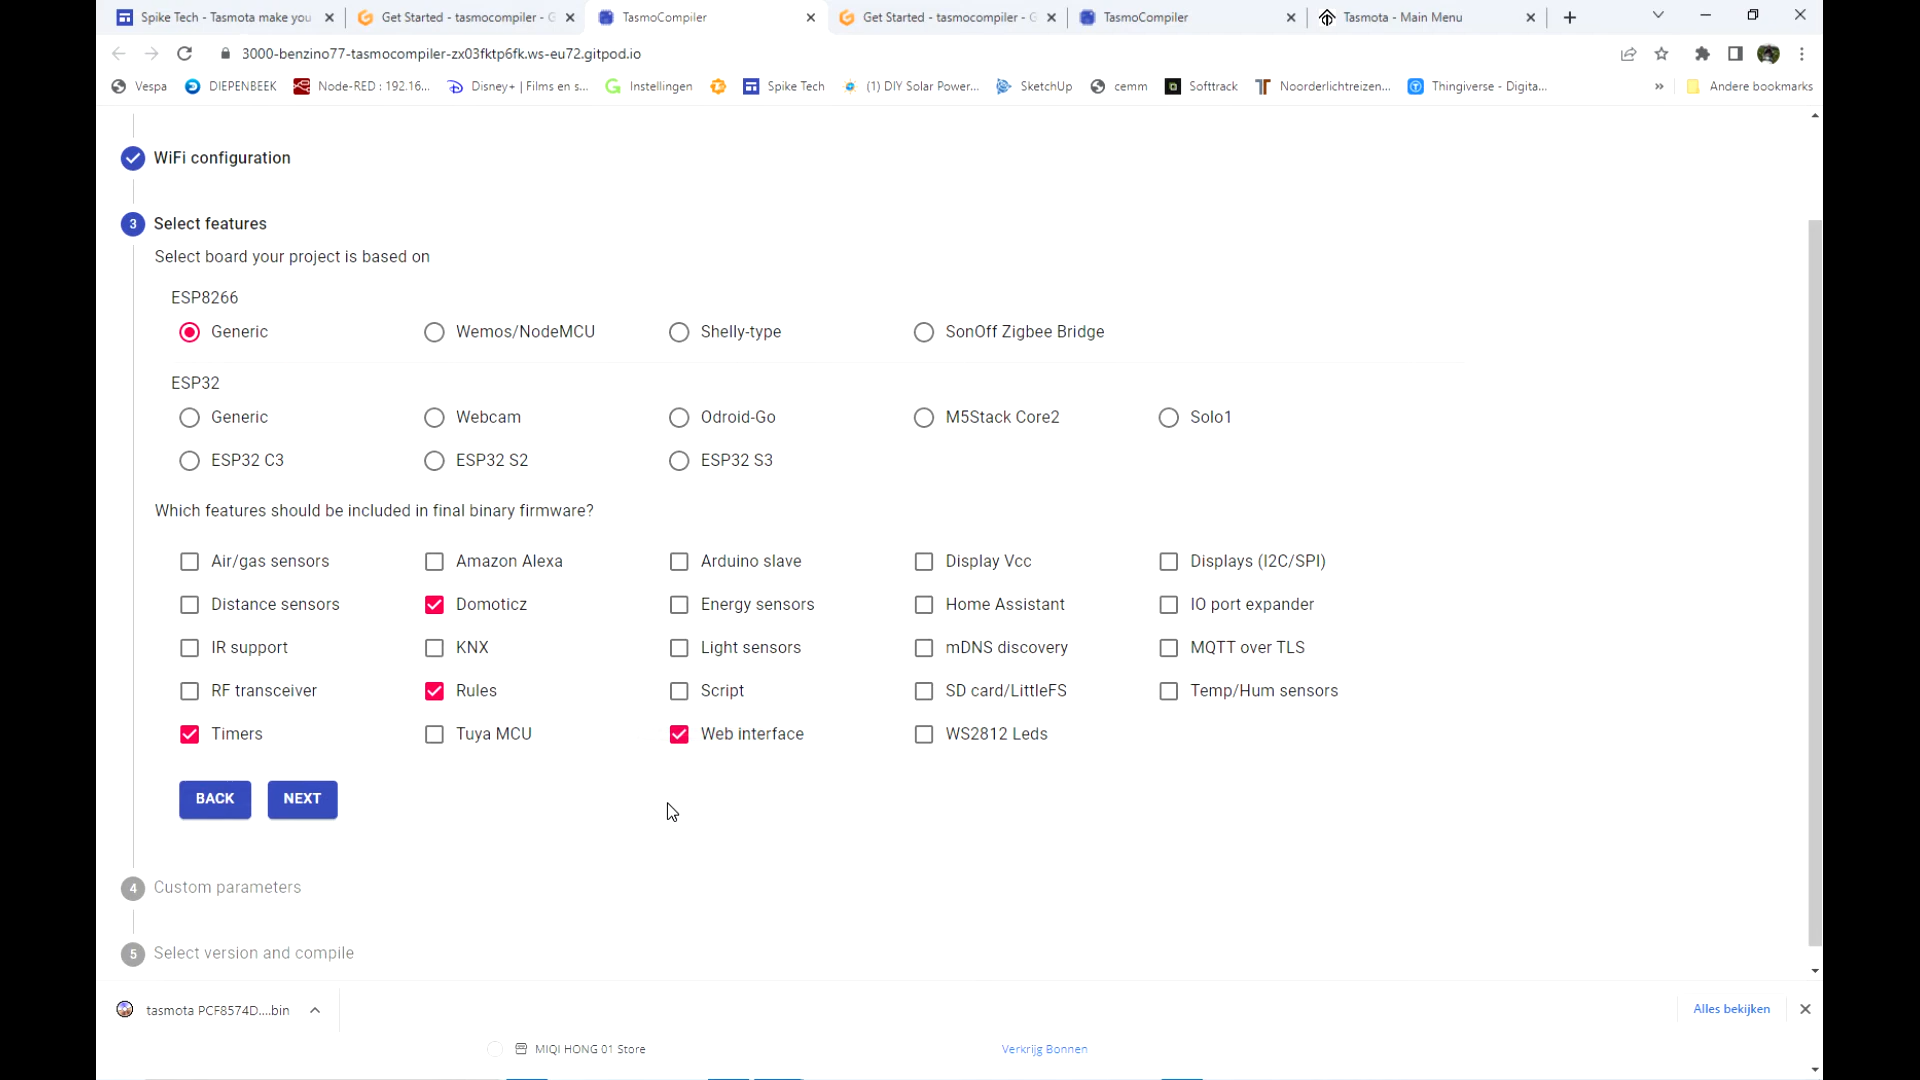 Spike Tech - Tasmota make you
Get Started - tasmocompiler - G
TasmoCompiler
Get Started - tasmocompiler - G
TasmoCompiler
Tasmota - Main Menu
3000-benzino77-tasmocompiler-zx03fktp6fk.ws-eu72.gitpod.io
Vespa
DIEPENBEEK
Node-RED : 192.16...
Disney+ | Films en s...
Instellingen
Spike Tech
(1) DIY Solar Power...
SketchUp
cemm
Softtrack
Noorderlichtreizen...
Thingiverse - Digita...
»
Andere bookmarks
WiFi configuration
3 Select features
Select board your project is based on
ESP8266
Generic Wemos/NodeMCU Shelly-type SonOff Zigbee Bridge
ESP32
Generic Webcam Odroid-Go M5Stack Core2 Solo1
ESP32 C3 ESP32 S2 ESP32 S3
Which features should be included in final binary firmware?
Air/gas sensors Amazon Alexa Arduino slave Display Vcc Displays (I2C/SPI)
Distance sensors Domoticz Energy sensors Home Assistant IO port expander
IR support KNX Light sensors mDNS discovery MQTT over TLS
RF transceiver Rules Script SD card/LittleFS Temp/Hum sensors
Timers Tuya MCU Web interface WS2812 Leds
BACK NEXT
4 Custom parameters
5 Select version and compile
tasmota PCF8574D....bin
Alles bekijken
MIQI HONG 01 Store
Verkrijg Bonnen